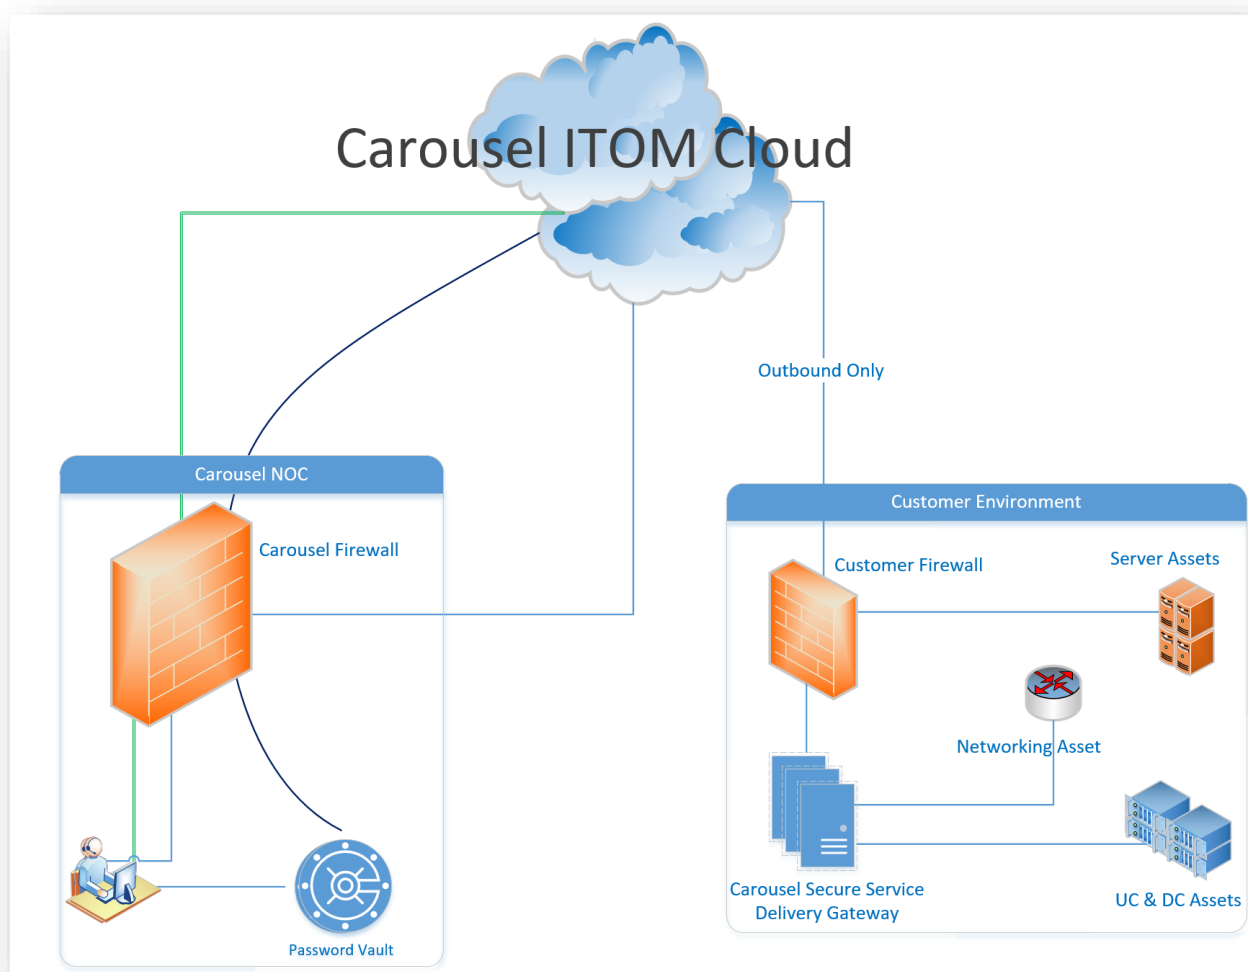 Carousel ITOM Cloud
Outbound Only
Carousel NOC
Carousel Firewall
Password Vault
Customer Environment
Customer Firewall
Server Assets
Networking Asset
Carousel Secure Service
Delivery Gateway
UC & DC Assets